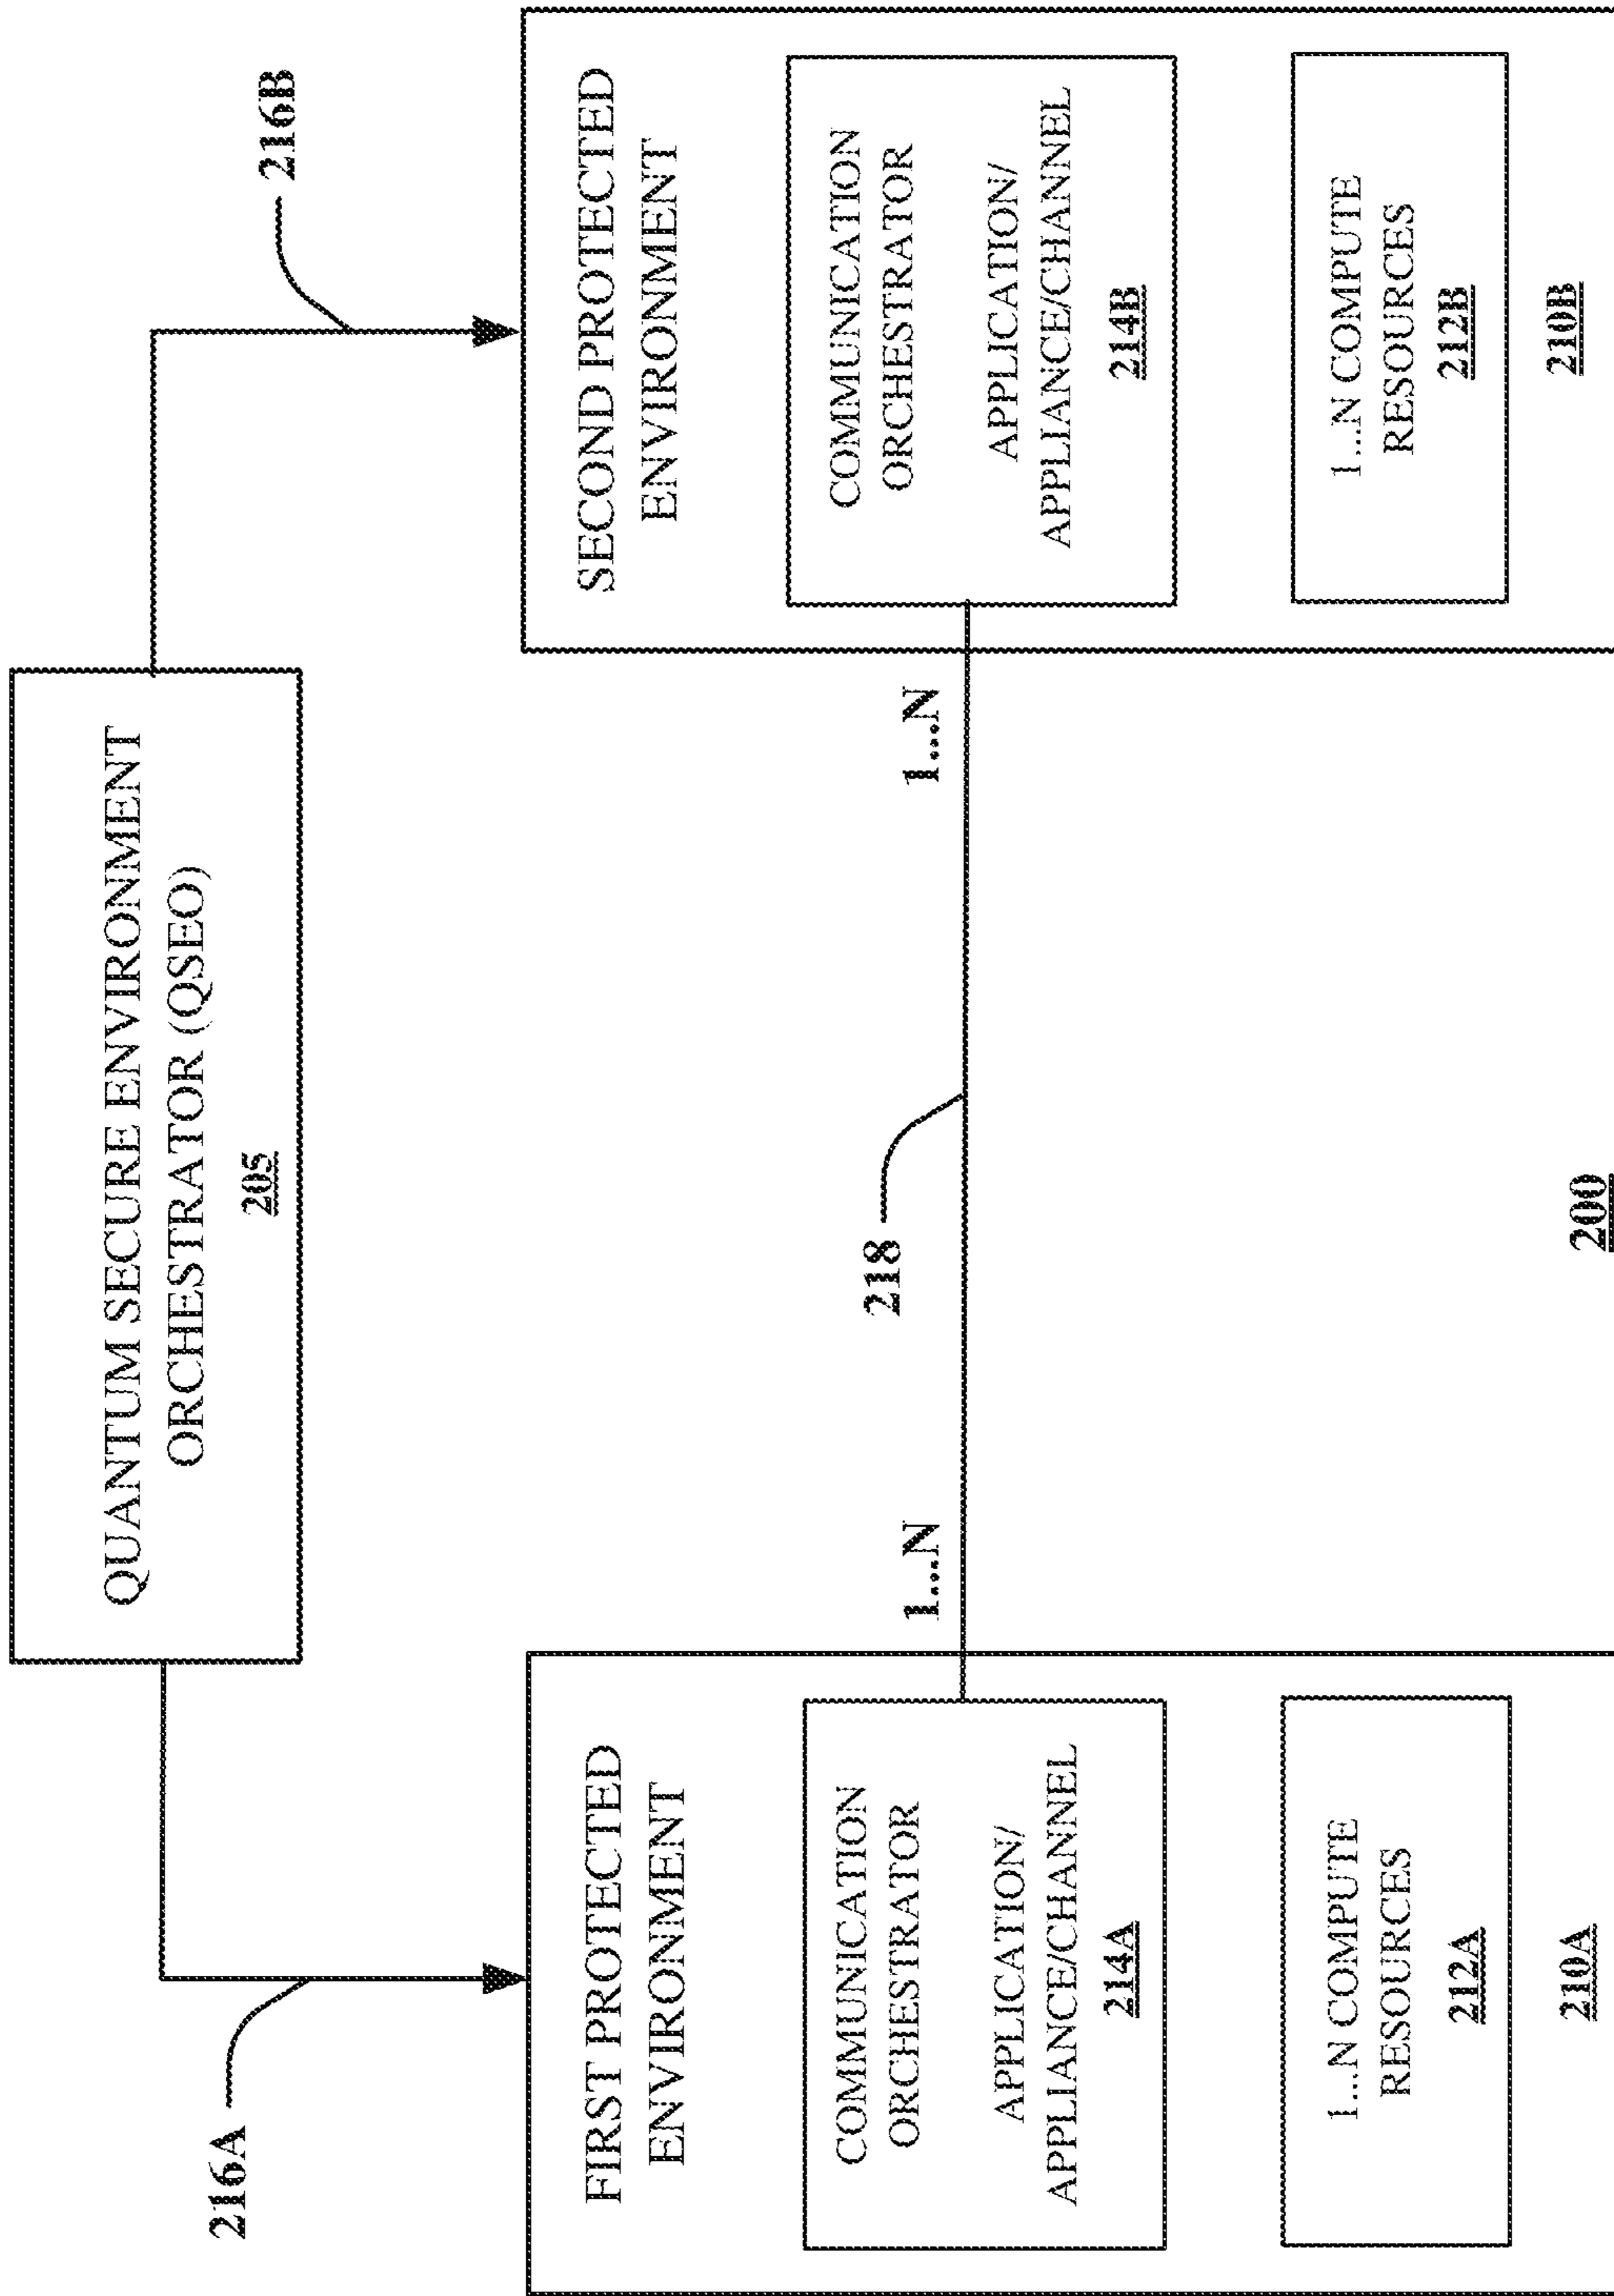 QUANTUM SECURE ENVIRONMENT
ORCHESTRATOR (QSEO)
205
216A
216B
FIRST PROTECTED
ENVIRONMENT
COMMUNICATION
ORCHESTRATOR
APPLICATION/
APPLIANCE/CHANNEL
214A
1...N COMPUTE
RESOURCES
212A
210A
1...N
218
1...N
SECOND PROTECTED
ENVIRONMENT
COMMUNICATION
ORCHESTRATOR
APPLICATION/
APPLIANCE/CHANNEL
214B
1...N COMPUTE
RESOURCES
212B
210B
200